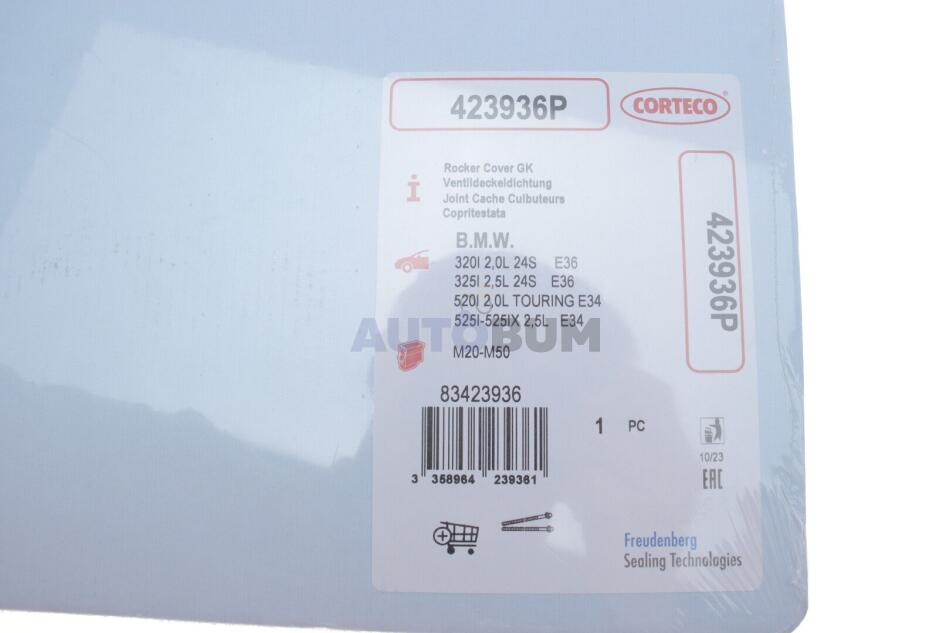 423936P
CORTECO
Rocker Cover GK
Ventildeckeldichtung
Joint Cache Culbuteurs
Copritestata
B.M.W.
320I 2,0L 24S E36
325I 2,5L 24S E36
520I 2,0L TOURING E34
525I-525IX 2,5L E34
AUTOBUM
M20-M50
423936P
83423936
3 358964 239361
1 PC
10/23
EAC
Freudenberg
Sealing Technologies